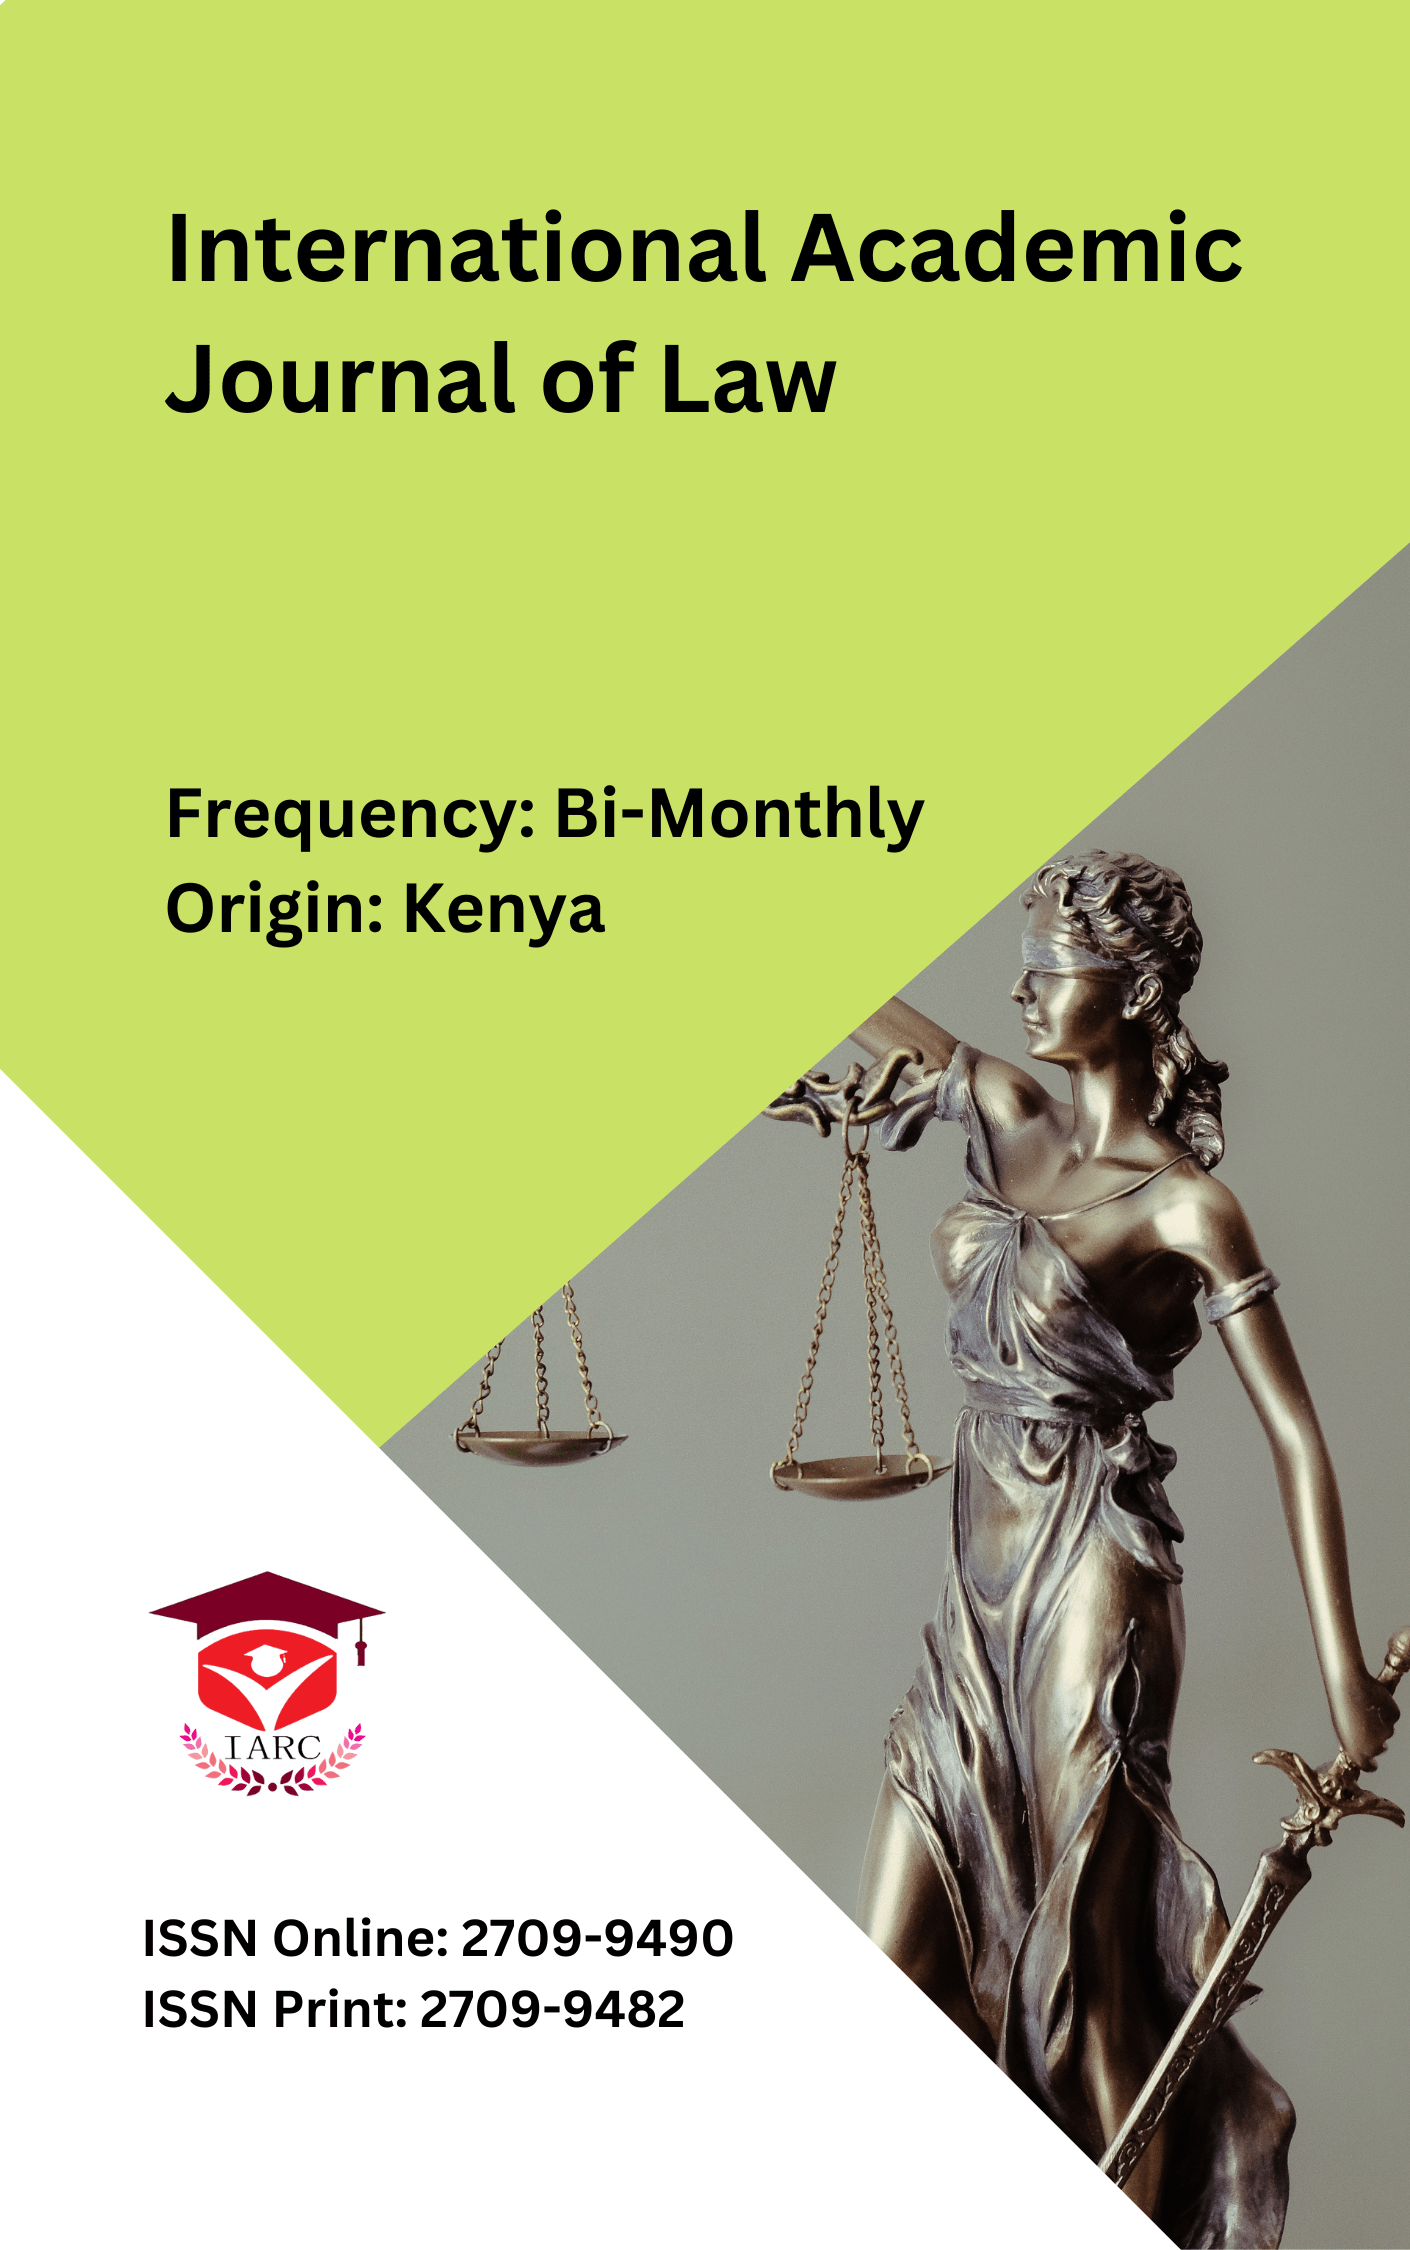 International Academic
Journal of Law
Frequency: Bi-Monthly
Origin: Kenya
IARC
ISSN Online: 2709-9490
ISSN Print: 2709-9482